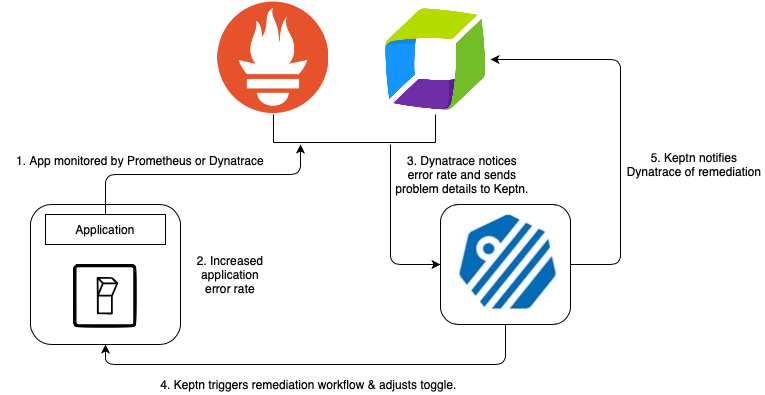 1. App monitored by Prometheus or Dynatrace
3. Dynatrace notices
error rate and sends
problem details to Keptn.
5. Keptn notifies
Dynatrace of remediation
Application
2. Increased
application
error rate
4. Keptn triggers remediation workflow & adjusts toggle.